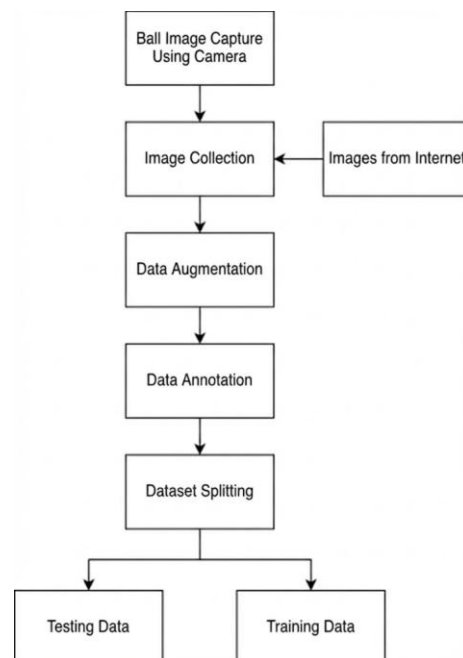 Ball Image Capture
Using Camera
Image Collection
Images from Internet
Data Augmentation
Data Annotation
Dataset Splitting
Testing Data
Training Data